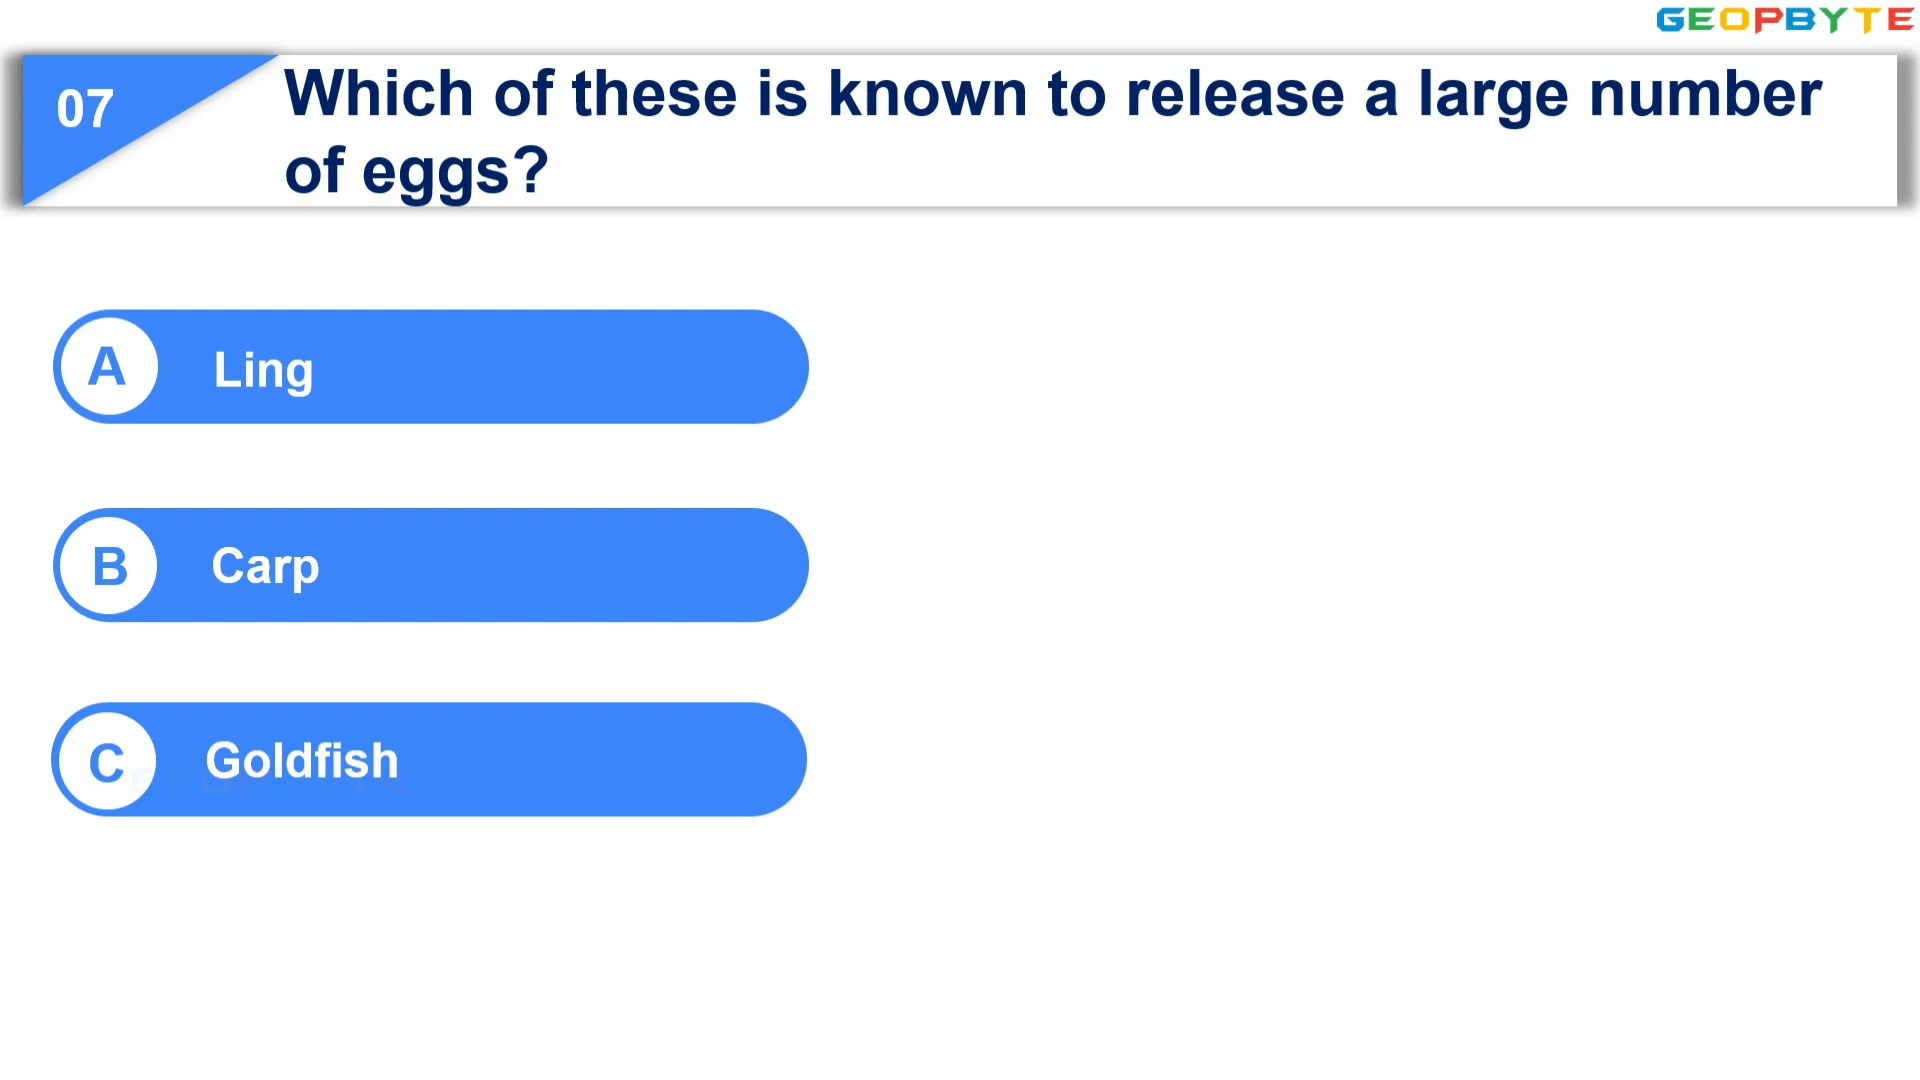 GEOPBYTE
07
Which of these is known to release a large number
of eggs?
A
Ling
B
Carp
C
Goldfish